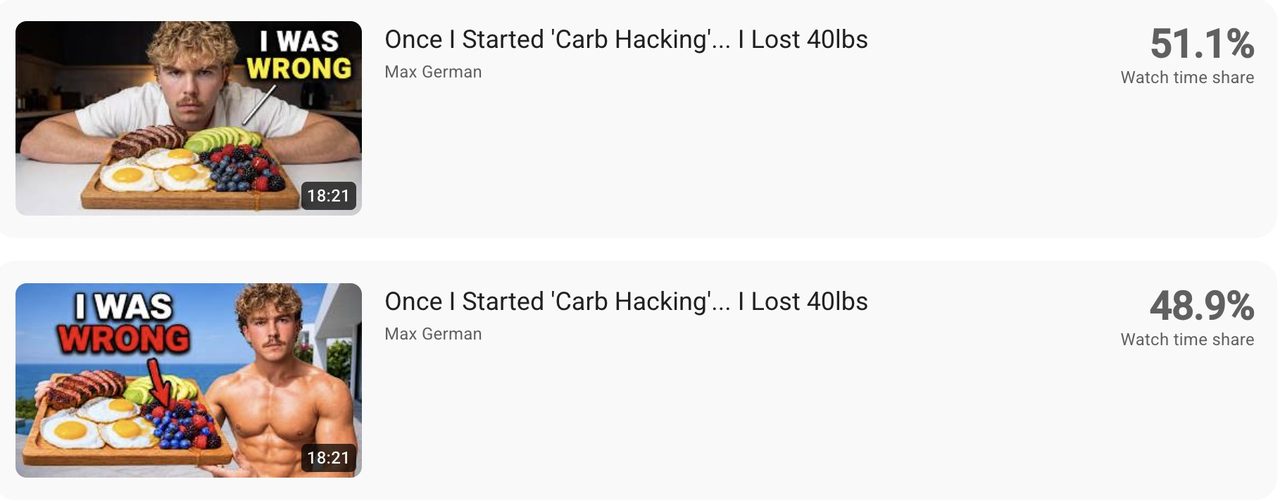 I WAS
WRONG
18:21
Once I Started 'Carb Hacking'... I Lost 40lbs
Max German
51.1%
Watch time share
I WAS
WRONG
18:21
Once I Started 'Carb Hacking'... I Lost 40lbs
Max German
48.9%
Watch time share